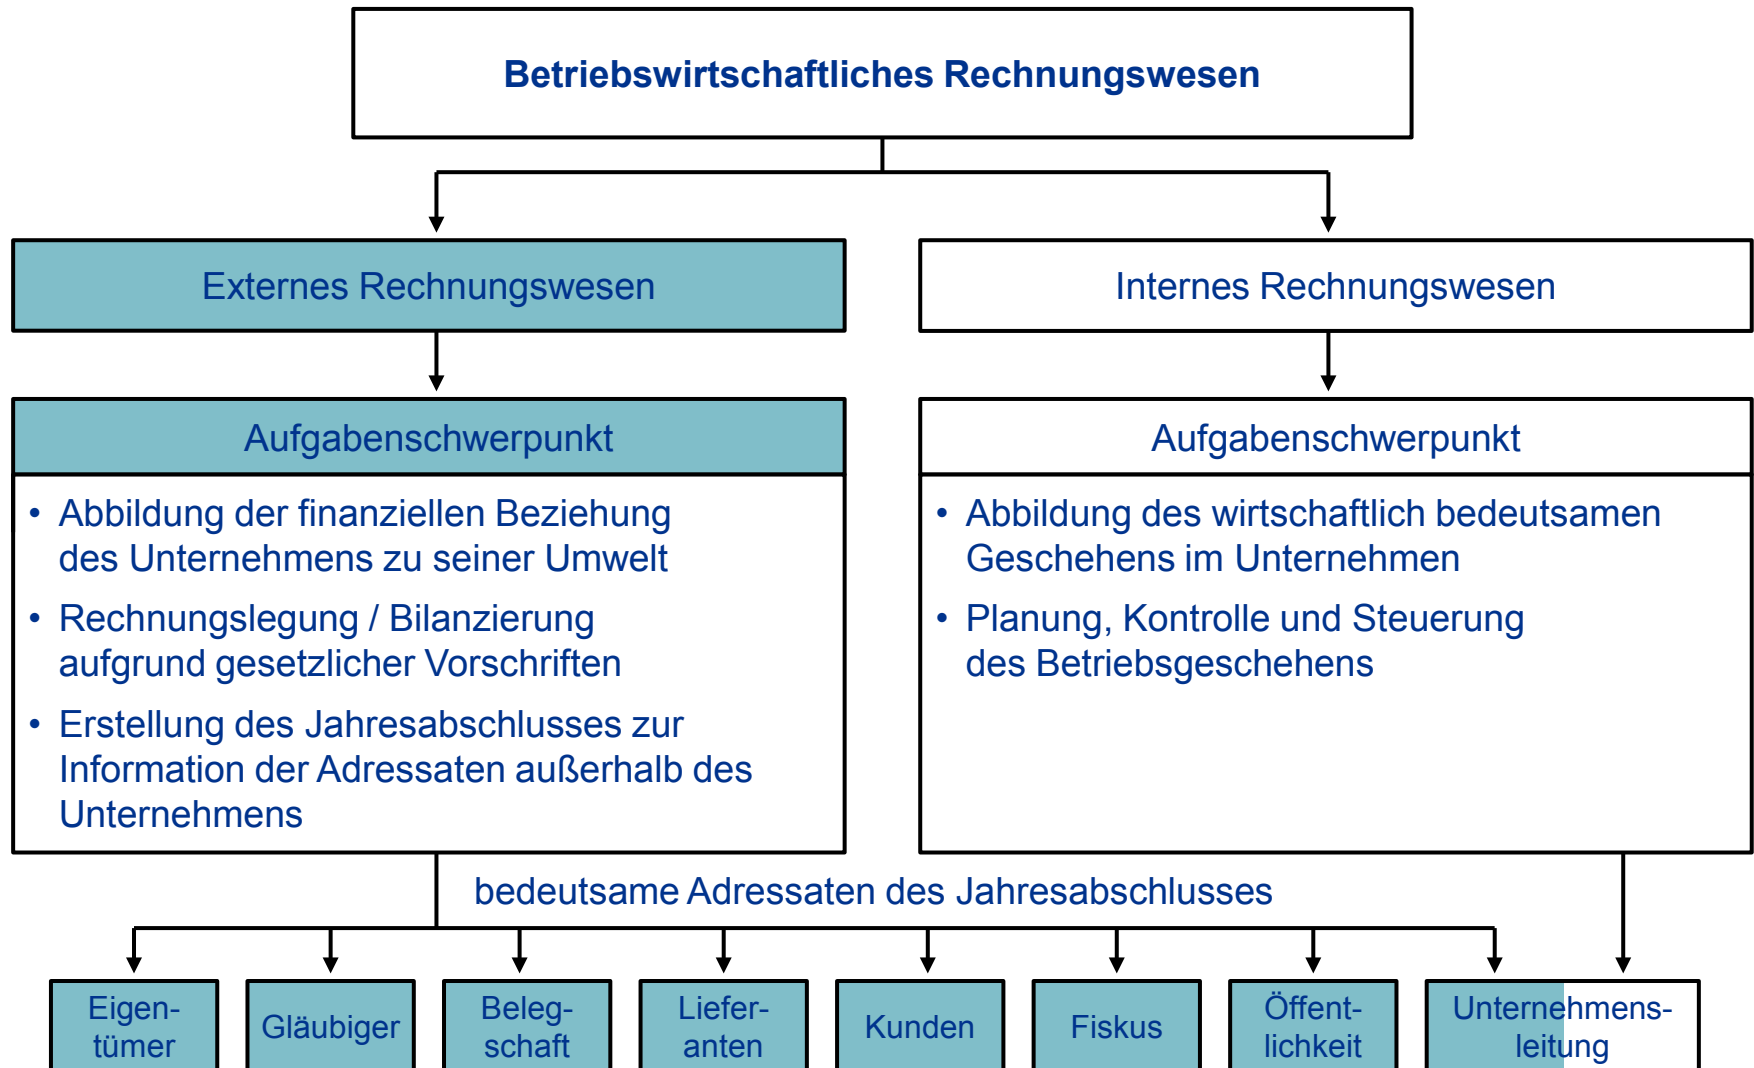 Betriebswirtschaftliches Rechnungswesen
Externes Rechnungswesen
Internes Rechnungswesen
Aufgabenschwerpunkt
• Abbildung der finanziellen Beziehung
des Unternehmens zu seiner Umwelt
• Rechnungslegung / Bilanzierung
aufgrund gesetzlicher Vorschriften
• Erstellung des Jahresabschlusses zur
Information der Adressaten außerhalb des
Unternehmens
Aufgabenschwerpunkt
• Abbildung des wirtschaftlich bedeutsamen
Geschehens im Unternehmen
• Planung, Kontrolle und Steuerung
des Betriebsgeschehens
bedeutsame Adressaten des Jahresabschlusses
Eigen-
tümer
Gläubiger
Beleg-
schaft
Liefer-
anten
Kunden
Fiskus
Öffent-
lichkeit
Unternehmens-
leitung